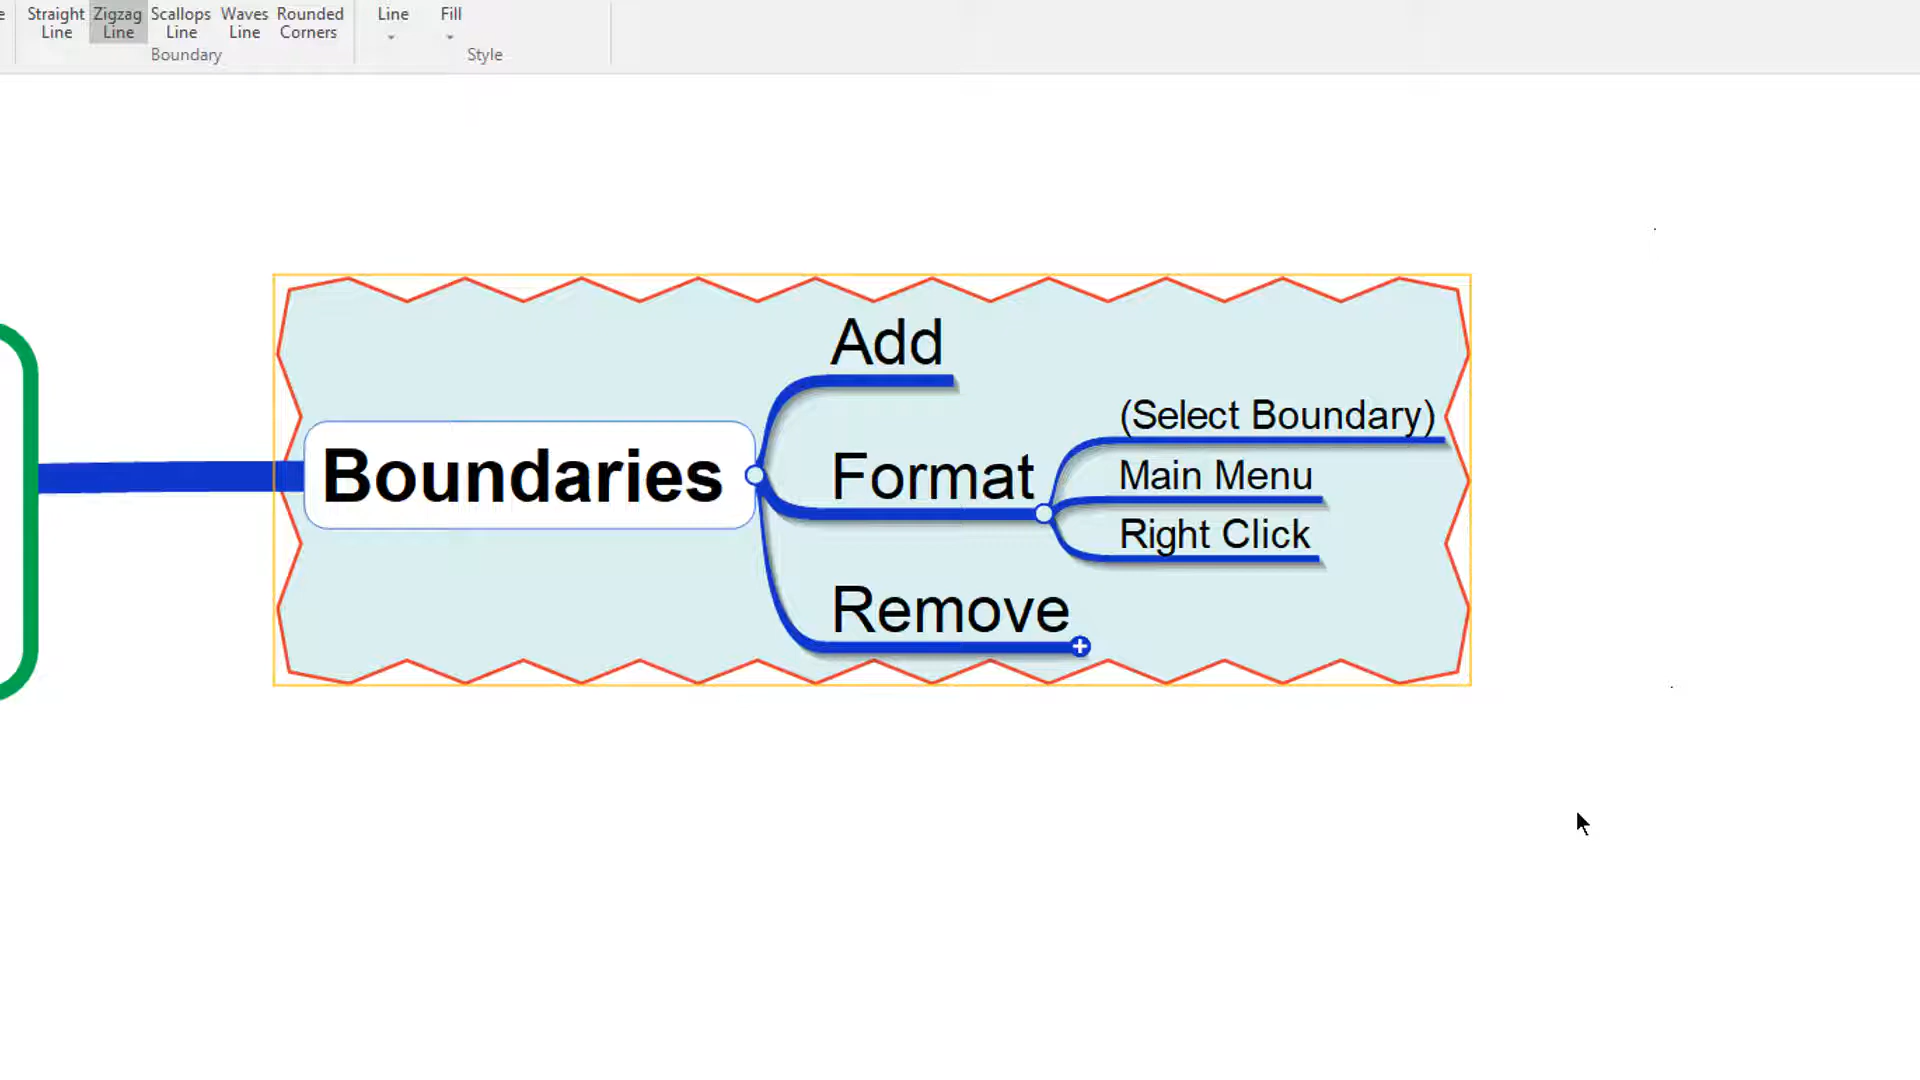 Straight Line
Zigzag Line
Scallops Line
Waves Line
Rounded Corners
Line
Fill
Boundary
Style
Add
(Select Boundary)
Boundaries
Format
Main Menu
Right Click
Remove